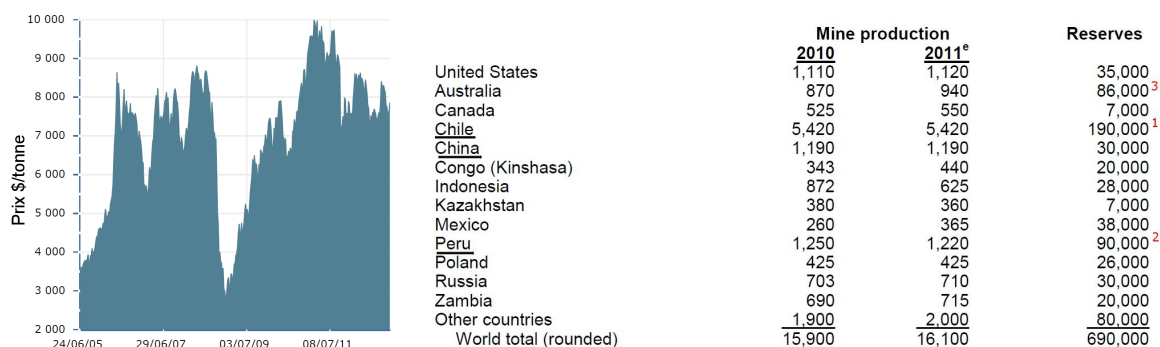 10 000
9 000
8 000
7 000
6 000
5 000
4 000
3 000
2 000
Prix $/tonne
24/06/05 29/06/07 03/07/09 08/07/11
Mine production Reserves
2010 2011e
United States 1,110 1,120 35,000
Australia 870 940 86,000 3
Canada 525 550 7,000
Chile 5,420 5,420 190,000 1
China 1,190 1,190 30,000
Congo (Kinshasa) 343 440 20,000
Indonesia 872 625 28,000
Kazakhstan 380 360 7,000
Mexico 260 365 38,000
Peru 1,250 1,220 90,000 2
Poland 425 425 26,000
Russia 703 710 30,000
Zambia 690 715 20,000
Other countries 1,900 2,000 80,000
World total (rounded) 15,900 16,100 690,000